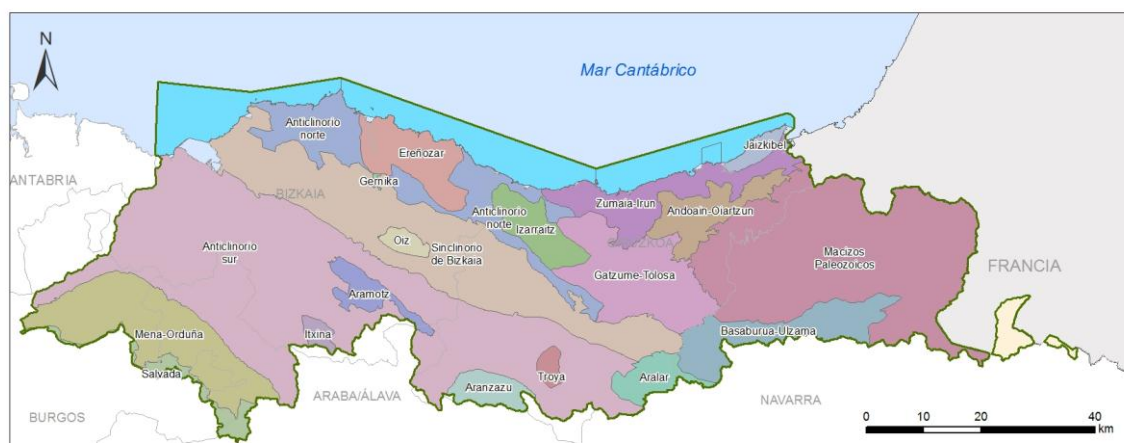 N
Mar Cantábrico
Anticlinorio
norte
Ereñozar
Jaizkibel
ANTABRIA
Gernika
BIZKAIA
Zumaia-Irun
Andoain-Oiartzun
Anticlinorio
norte
Izarraitz
Oiz
Sinclinorio
de Bizkaia
Anticlinorio
sur
Macizos
Paleozoicos
FRANCIA
Gatzume-Tolosa
Aramotz
Mena-Orduña
Itxina
Basaburua-Ulzama
Salvada
Troya
Aralar
Aranzazu
ARABA/ÁLAVA
NAVARRA
BURGOS
0 10 20 40
km